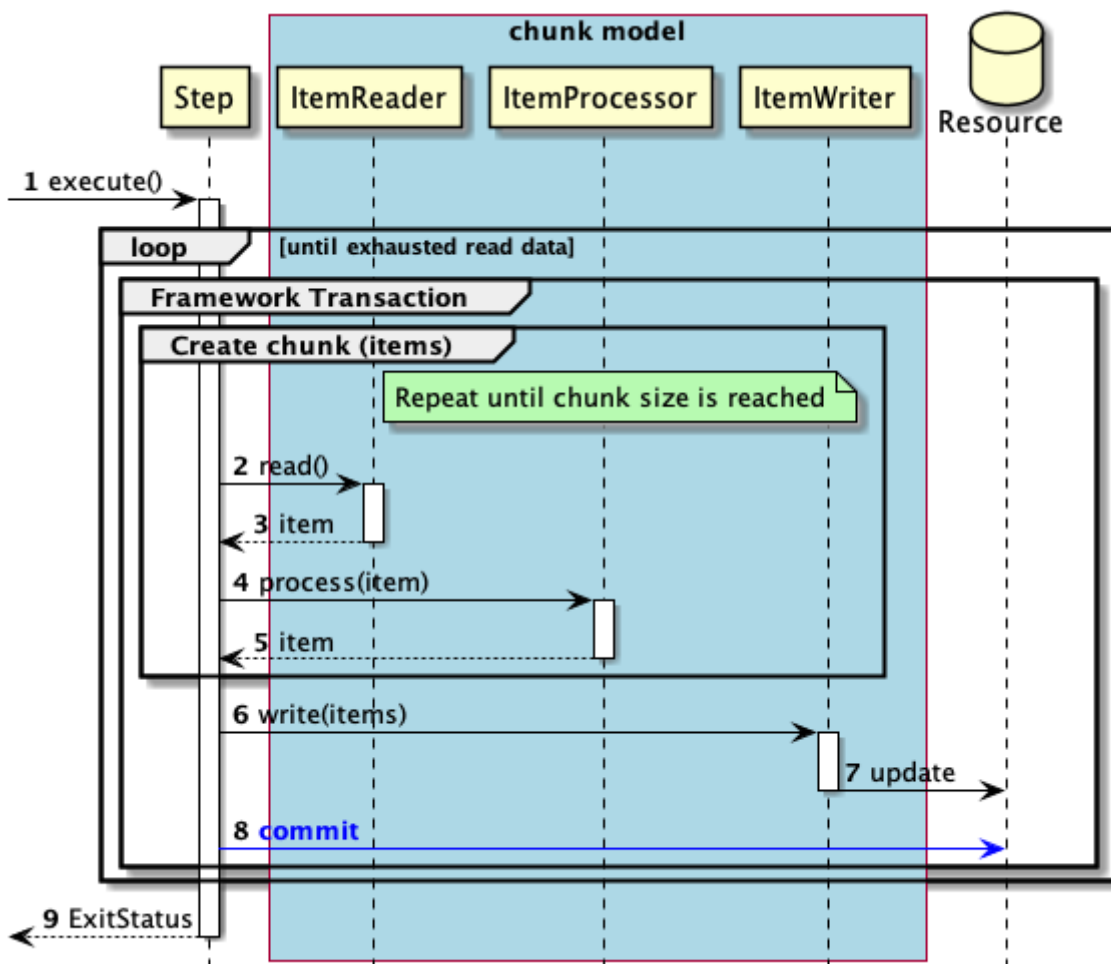 chunk model
Step
ItemReader
ItemProcessor
ItemWriter
Resource
1 execute()
loop
[until exhausted read data]
Framework Transaction
Create chunk (items)
Repeat until chunk size is reached
2 read()
3 item
4 process(item)
5 item
6 write(items)
7 update
8 commit
9 ExitStatus